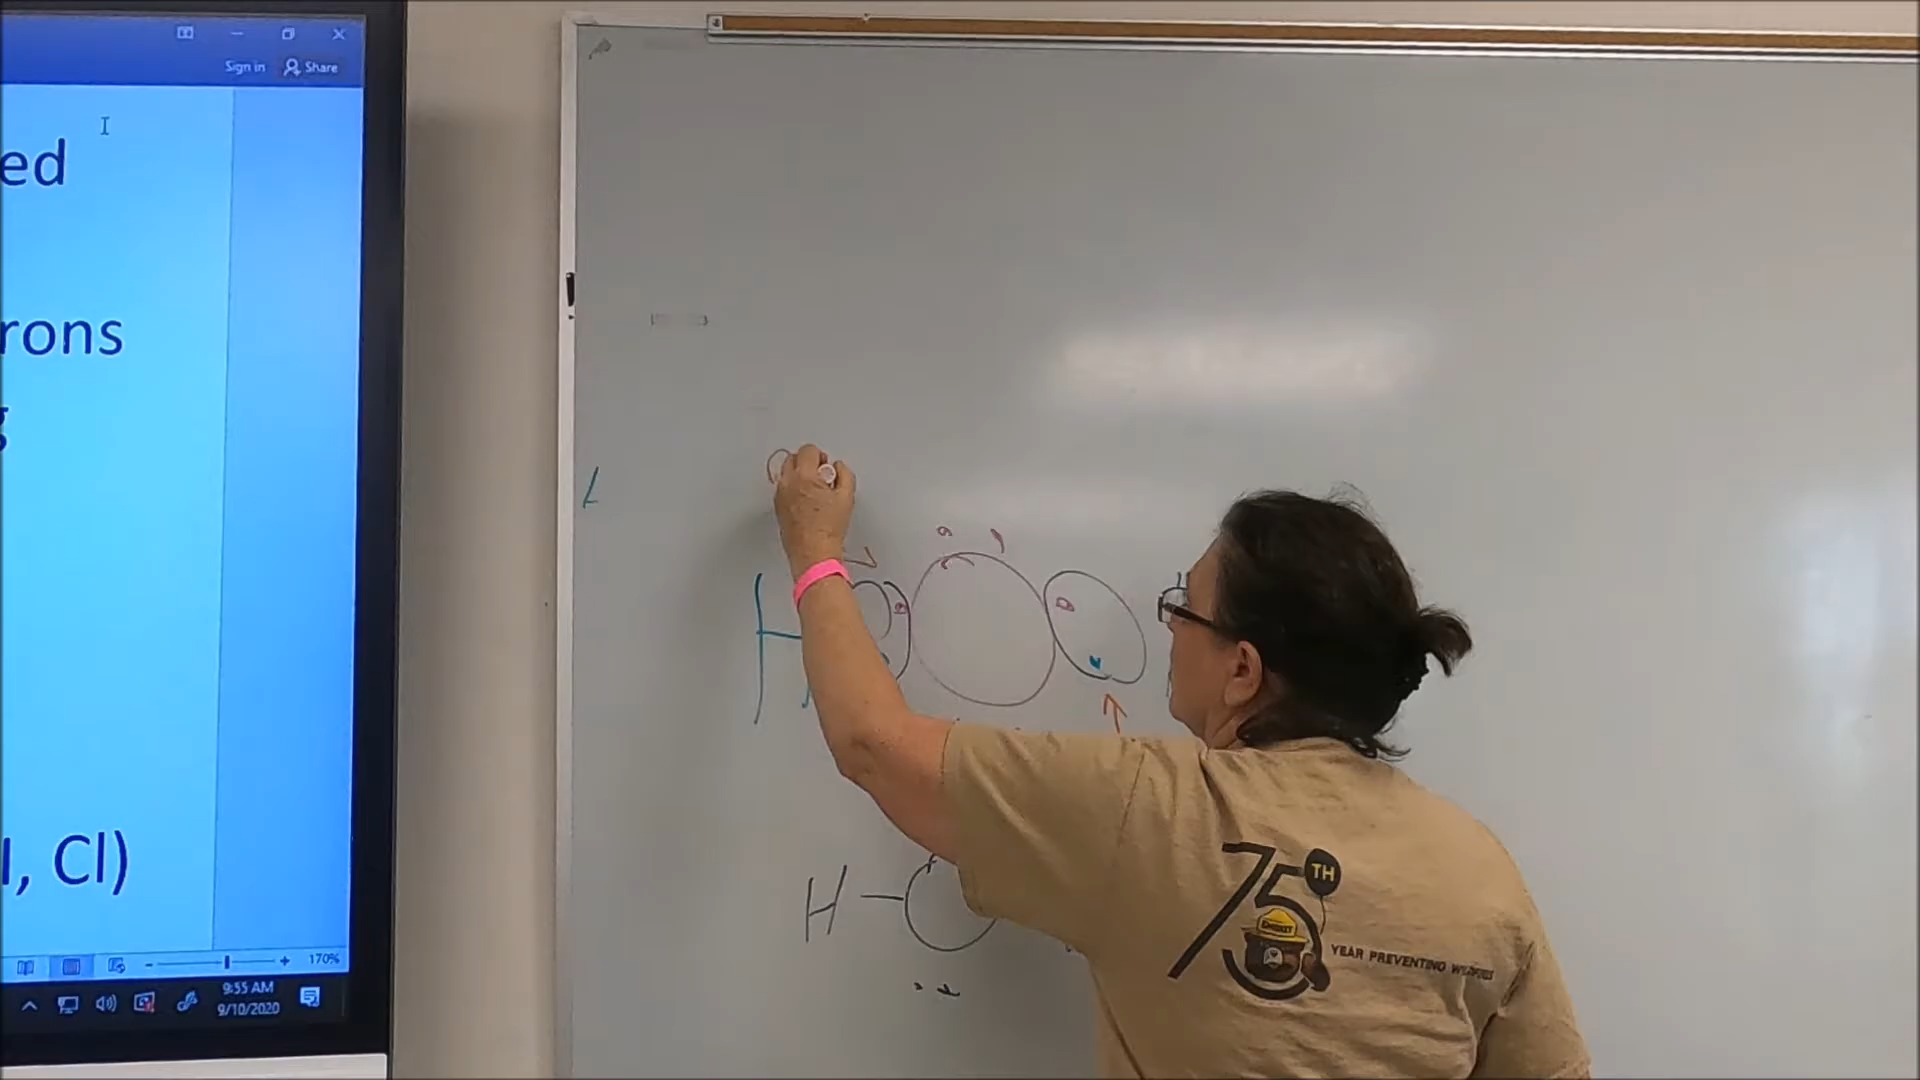 Sign in Share
ed
rons
g
, Cl)
170%
9:55 AM
9/10/2020
H
H
75TH
YEAR PREVENTING WILDFIRES